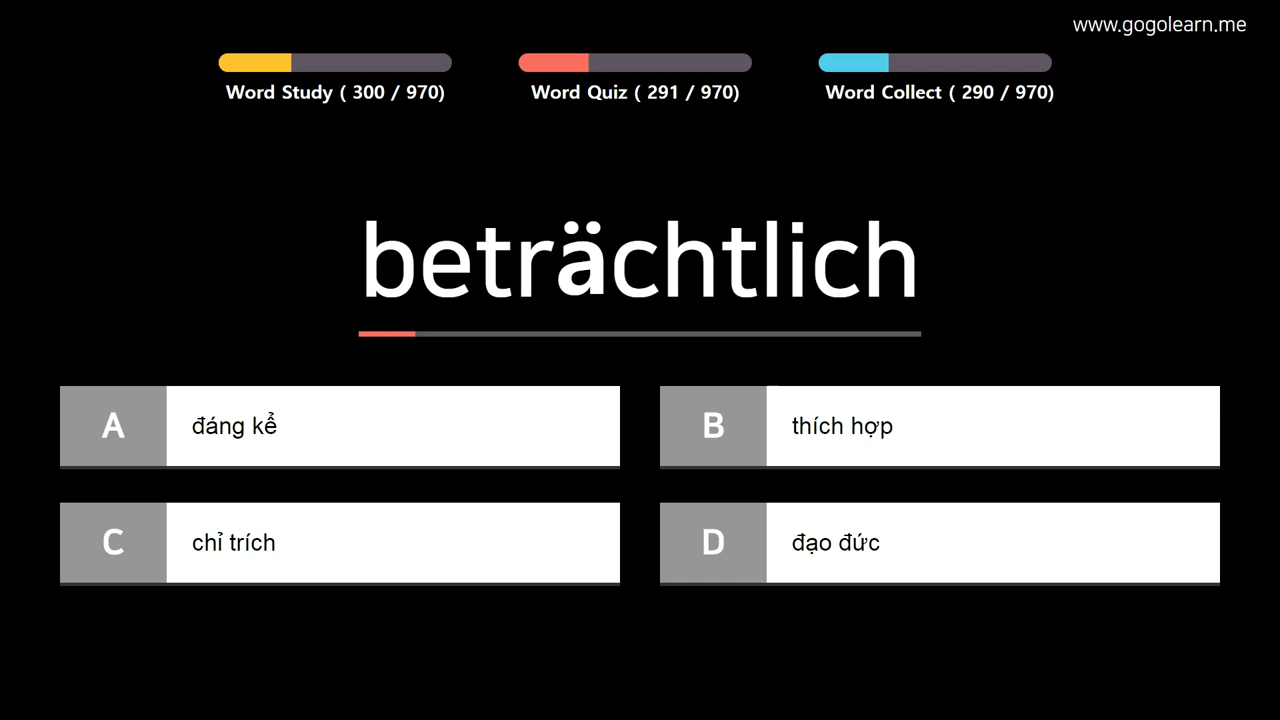 www.gogolearn.me
Word Study ( 300 / 970)
Word Quiz ( 291 / 970)
Word Collect ( 290 / 970)
beträchtlich
A
đáng kể
B
thích hợp
C
chỉ trích
D
đạo đức